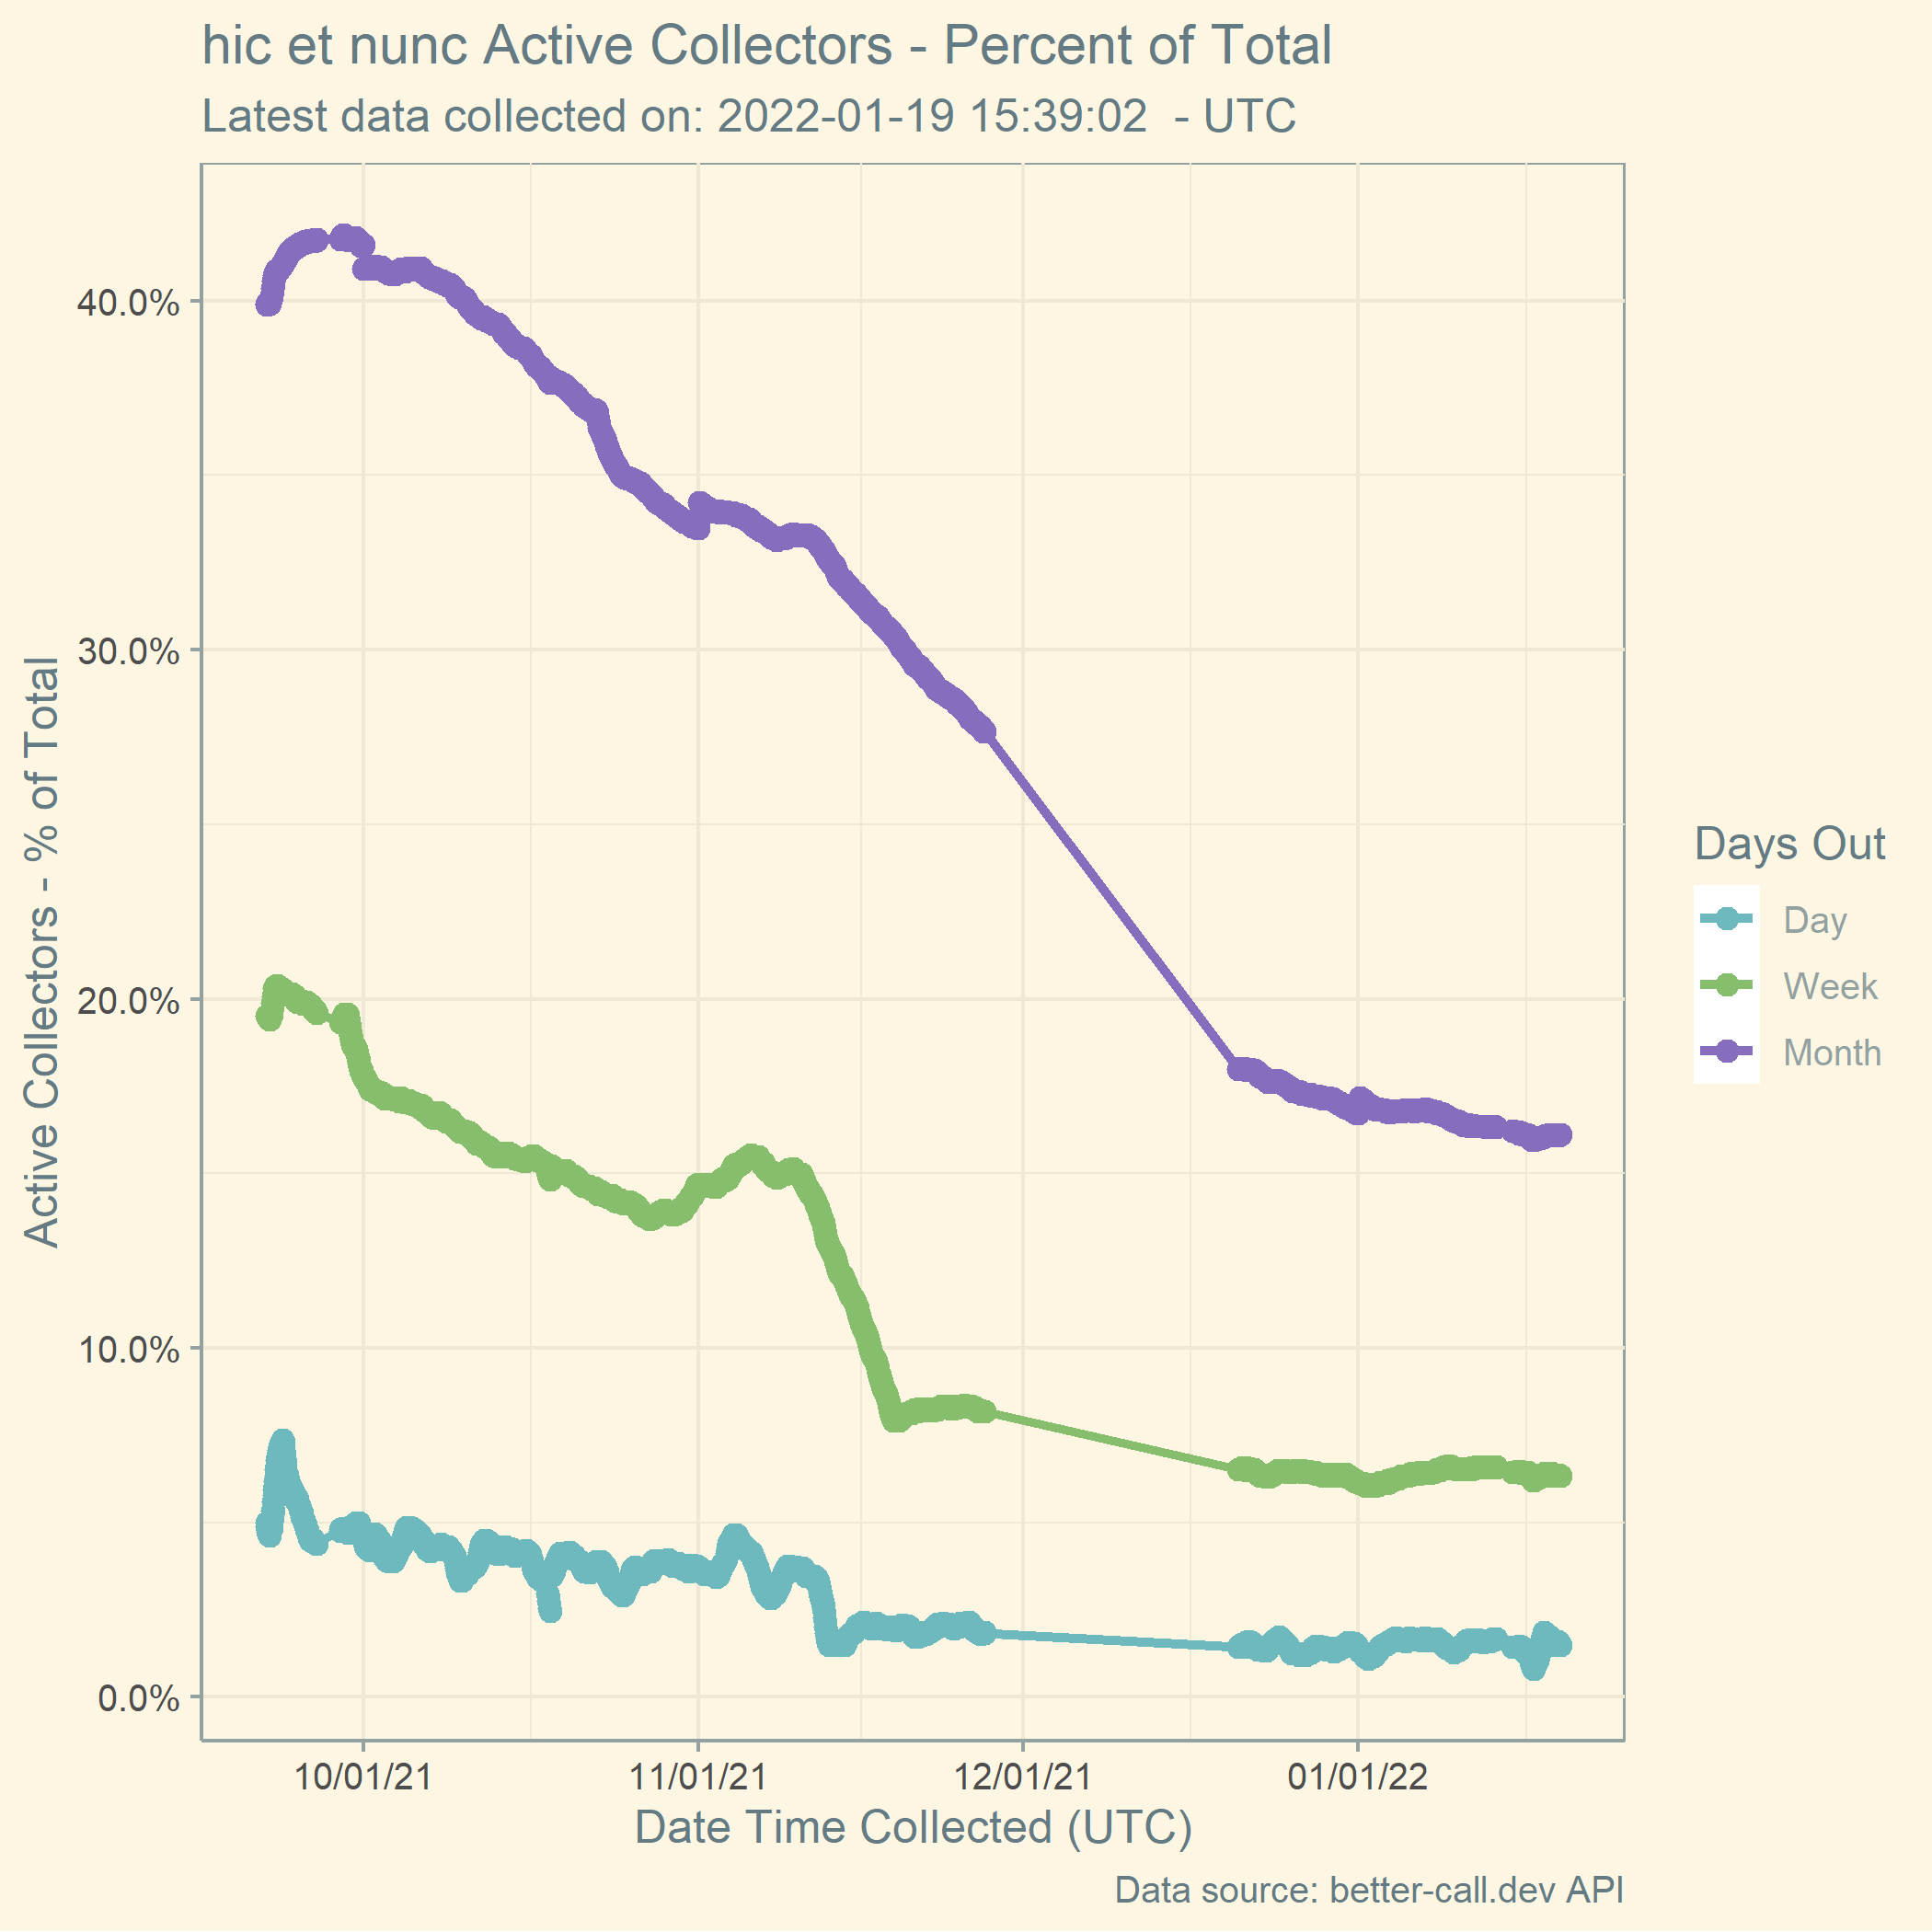 hic et nunc Active Collectors - Percent of Total
Latest data collected on: 2022-01-19 15:39:02  - UTC
Active Collectors - % of Total
40.0%
30.0%
20.0%
10.0%
0.0%
10/01/21
11/01/21
12/01/21
01/01/22
Date Time Collected (UTC)
Days Out
Day
Week
Month
Data source: better-call.dev API